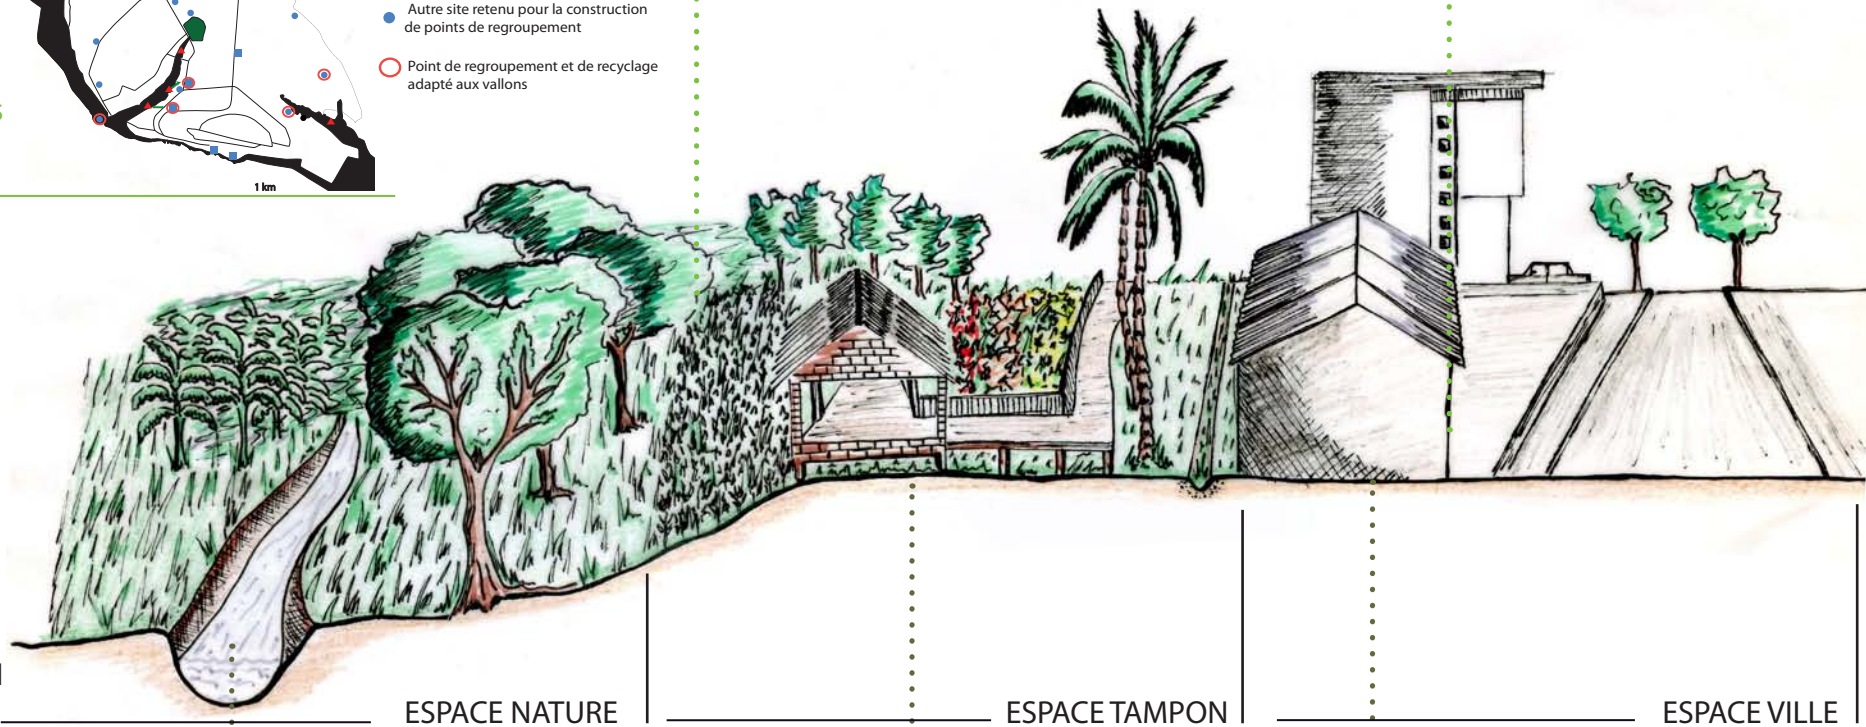 Autre site retenu pour la construction
de points de regroupement
Point de regroupement et de recyclage
adapté aux vallons
1 km
ESPACE NATURE
ESPACE TAMPON
ESPACE VILLE